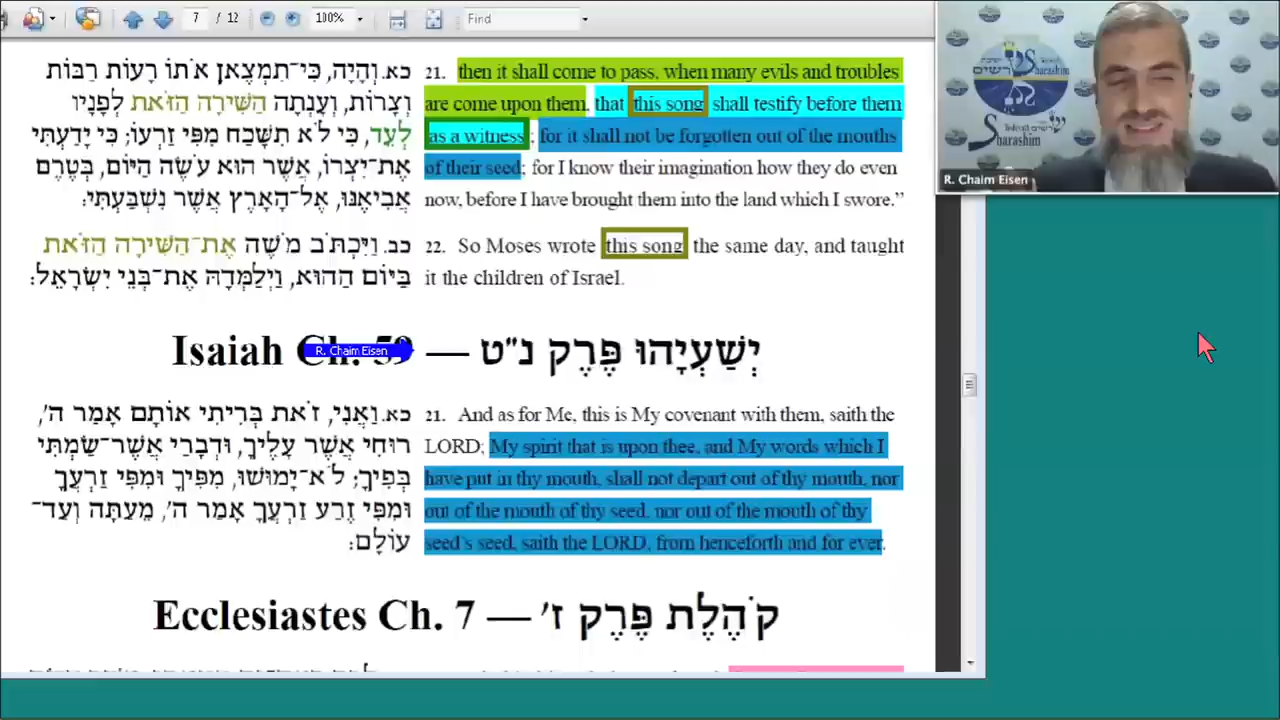 7 / 12
100%
Find
כא. וְהָיָה, כִּי־תִמְצֶאןָ אֹתוֹ רָעוֹת רַבּוֹת
וְצָרוֹת, וְעָנְתָה הַשִּׁירָה הַזֹּאת לְפָנָיו
לְעֵד, כִּי לֹא תִשָּׁכַח מִפִּי זַרְעוֹ; כִּי יָדַעְתִּי
אֶת־יִצְרוֹ, אֲשֶׁר הוּא עֹשֶׂה הַיּוֹם, בְּטֶרֶם
אֲבִיאֶנּוּ, אֶל־הָאָרֶץ אֲשֶׁר נִשְׁבַּעְתִּי:
21. then it shall come to pass, when many evils and troubles
are come upon them, that this song shall testify before them
as a witness; for it shall not be forgotten out of the mouths
of their seed; for I know their imagination how they do even
now, before I have brought them into the land which I swore.”
כב. וַיִּכְתֹּב מֹשֶׁה אֶת־הַשִּׁירָה הַזֹּאת
בַּיּוֹם הַהוּא, וַיְלַמְּדָהּ אֶת־בְּנֵי יִשְׂרָאֵל:
22. So Moses wrote this song the same day, and taught
it the children of Israel.
Isaiah Ch. 59 — יְשַׁעְיָהוּ פֶּרֶק נ"ט
R. Chaim Eisen
כא. וַאֲנִי, זֹאת בְּרִיתִי אוֹתָם אָמַר ה',
רוּחִי אֲשֶׁר עָלֶיךָ, וּדְבָרַי אֲשֶׁר־שַׂמְתִּי
בְּפִיךָ; לֹא־יָמוּשׁוּ, מִפִּיךָ וּמִפִּי זַרְעֲךָ
וּמִפִּי זֶרַע זַרְעֲךָ אָמַר ה', מֵעַתָּה וְעַד־
עוֹלָם:
21. And as for Me, this is My covenant with them, saith the
LORD; My spirit that is upon thee, and My words which I
have put in thy mouth, shall not depart out of thy mouth, nor
out of the mouth of thy seed, nor out of the mouth of thy
seed’s seed, saith the LORD, from henceforth and for ever.
Ecclesiastes Ch. 7 — קֹהֶלֶת פֶּרֶק ז'
שרשים
Sharashim
R. Chaim Eisen